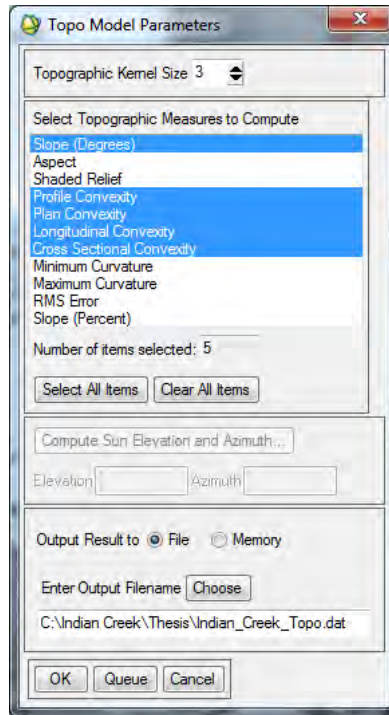 Topo Model Parameters
Topographic Kernel Size 3
Select Topographic Measures to Compute
Slope (Degrees)
Aspect
Shaded Relief
Profile Convexity
Plan Convexity
Longitudinal Convexity
Cross Sectional Convexity
Minimum Curvature
Maximum Curvature
RMS Error
Slope (Percent)
Number of items selected: 5
Select All Items Clear All Items
Compute Sun Elevation and Azimuth...
Elevation Azimuth
Output Result to File Memory
Enter Output Filename Choose
C:\Indian Creek\Thesis\Indian_Creek_Topo.dat
OK Queue Cancel